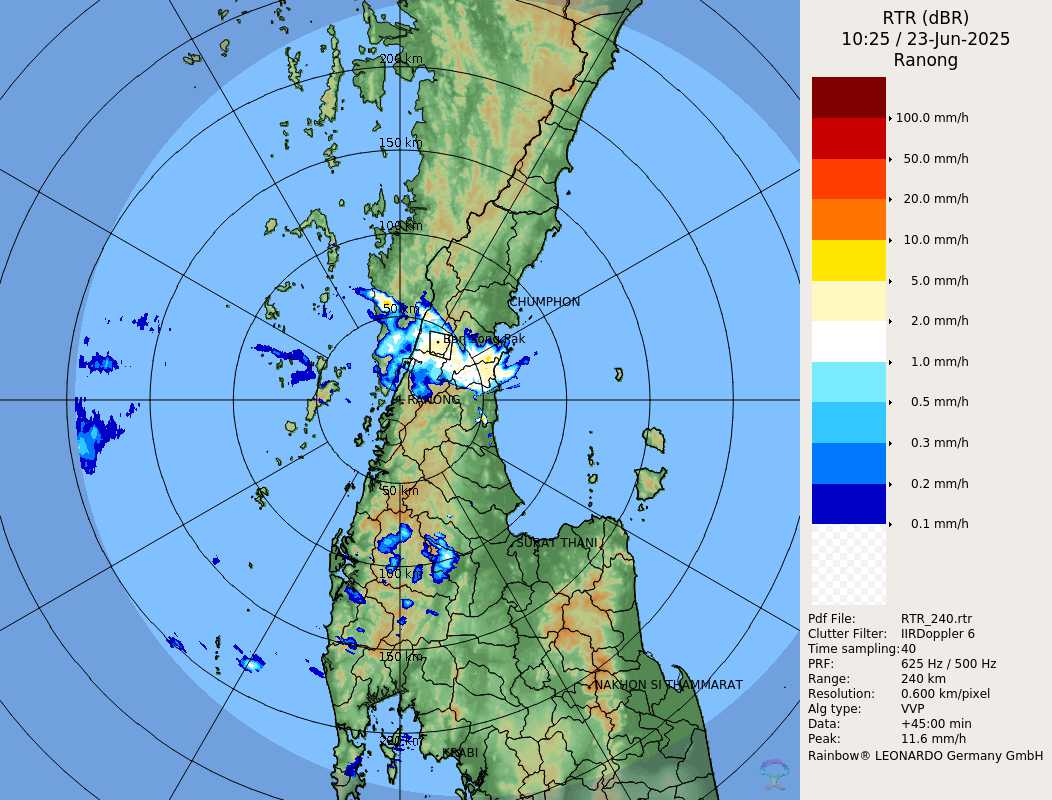 200 km
150 km
100 km
CHUMPHON
50 km
Ban Tong Pak
RANONG
50 km
SURAT THANI
100 km
150 km
NAKHON SI THAMMARAT
200 km
KRABI
RTR (dBR)
10:25 / 23-Jun-2025
Ranong
100.0 mm/h
50.0 mm/h
20.0 mm/h
10.0 mm/h
5.0 mm/h
2.0 mm/h
1.0 mm/h
0.5 mm/h
0.3 mm/h
0.2 mm/h
0.1 mm/h
Pdf File: RTR_240.rtr
Clutter Filter: IIRDoppler 6
Time sampling:40
PRF: 625 Hz / 500 Hz
Range: 240 km
Resolution: 0.600 km/pixel
Alg type: VVP
Data: +45:00 min
Peak: 11.6 mm/h
Rainbow® LEONARDO Germany GmbH